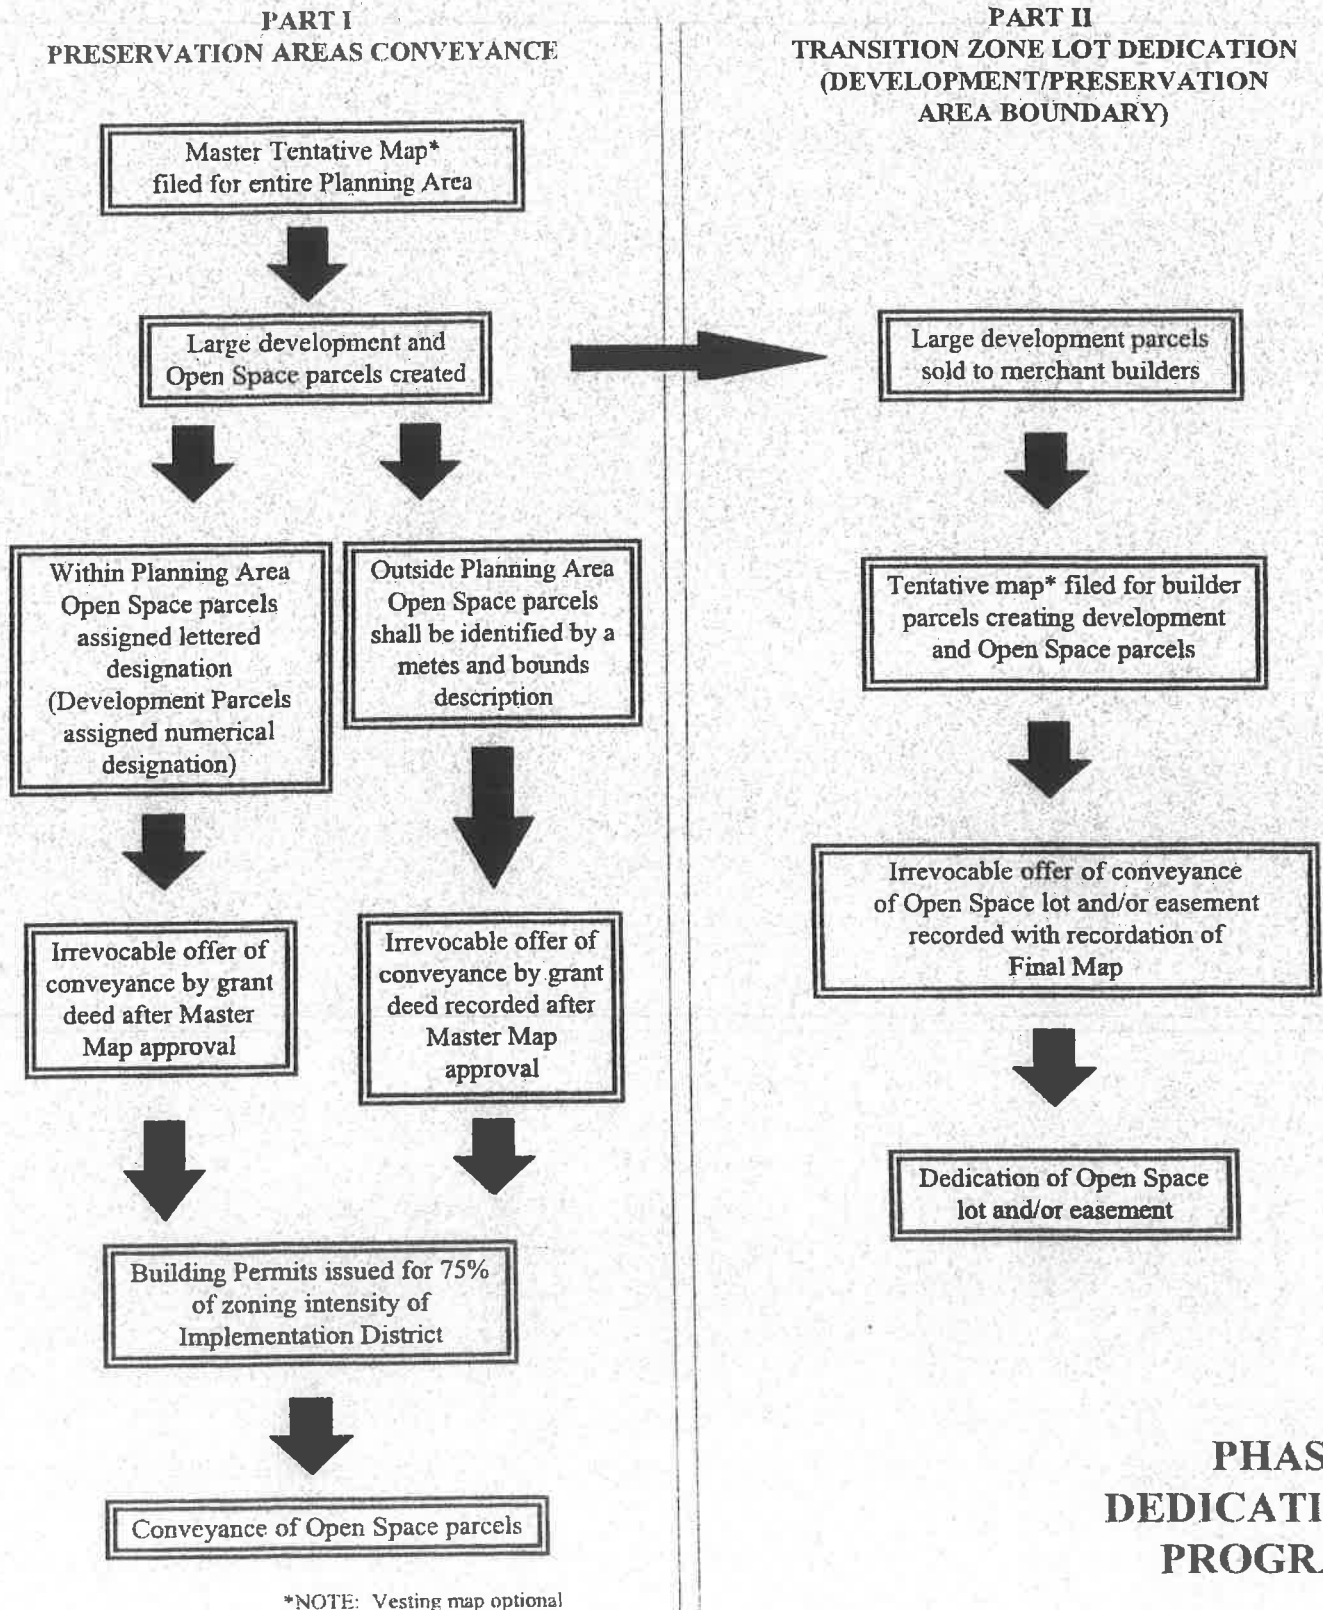 PART I
PRESERVATION AREAS CONVEYANCE
Master Tentative Map*
filed for entire Planning Area
Large development and
Open Space parcels created
Within Planning Area
Open Space parcels
assigned lettered
designation
(Development Parcels
assigned numerical
designation)
Outside Planning Area
Open Space parcels
shall be identified by a
metes and bounds
description
Irrevocable offer of
conveyance by grant
deed after Master
Map approval
Irrevocable offer of
conveyance by grant
deed recorded after
Master Map
approval
Building Permits issued for 75%
of zoning intensity of
Implementation District
Conveyance of Open Space parcels
*NOTE: Vesting map optional
PART II
TRANSITION ZONE LOT DEDICATION
(DEVELOPMENT/PRESERVATION
AREA BOUNDARY)
Large development parcels
sold to merchant builders
Tentative map* filed for builder
parcels creating development
and Open Space parcels
Irrevocable offer of conveyance
of Open Space lot and/or easement
recorded with recordation of
Final Map
Dedication of Open Space
lot and/or easement
PHAS
DEDICATI
PROGRA